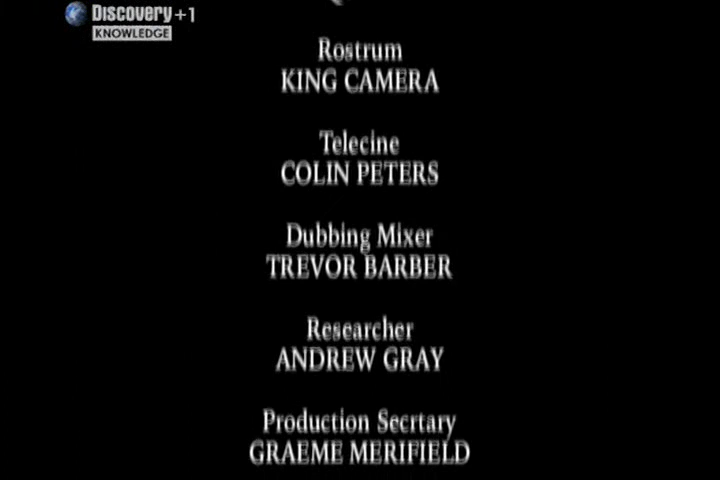 Discovery +1
KNOWLEDGE
Rostrum
KING CAMERA
Telecine
COLIN PETERS
Dubbing Mixer
TREVOR BARBER
Researcher
ANDREW GRAY
Production Secrtary
GRAEME MERIFIELD